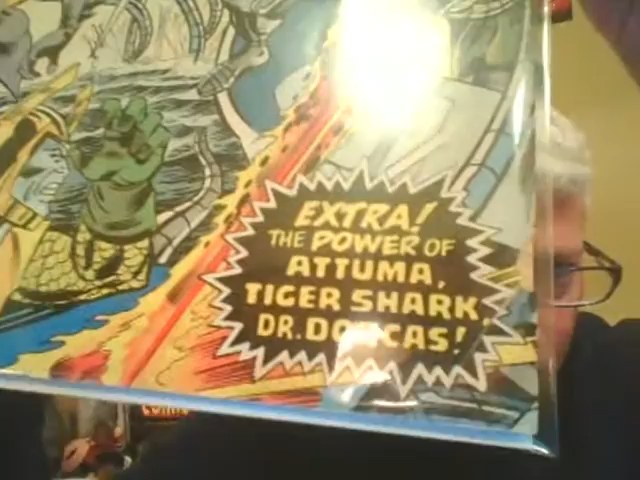 EXTRA!
THE POWER OF
ATTUMA,
TIGER SHARK,
DR. DORCAS!